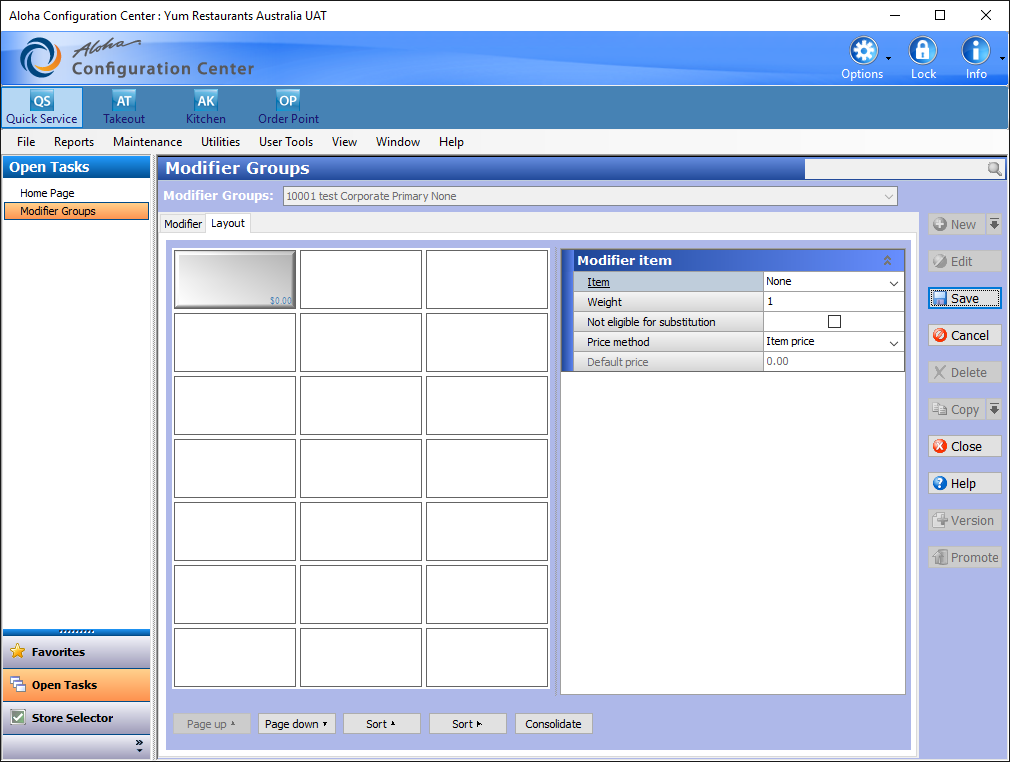 Aloha Configuration Center : Yum Restaurants Australia UAT
Aloha
Configuration Center
Options Lock Info
QS AT AK OP
Quick Service Takeout Kitchen Order Point
File Reports Maintenance Utilities User Tools View Window Help
Open Tasks
Home Page
Modifier Groups
Modifier Groups
Modifier Groups: 10001 test Corporate Primary None
Modifier Layout
$0.00
Modifier item
Item None
Weight 1
Not eligible for substitution
Price method Item price
Default price 0.00
New
Edit
Save
Cancel
Delete
Copy
Close
Help
Version
Promote
Favorites
Open Tasks
Store Selector
Page up Page down Sort Sort Consolidate